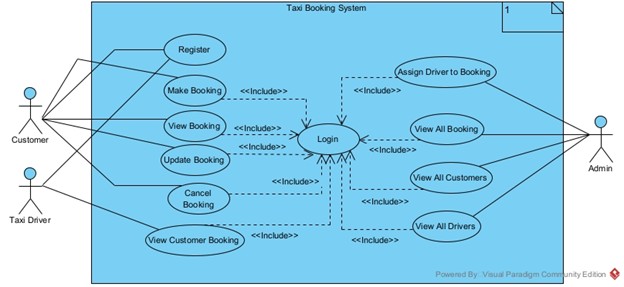 Taxi Booking System
1
Register
Make Booking
<<Include>>
Assign Driver to Booking
<<Include>>
View Booking
<<Include>>
View All Booking
Customer
Login
Admin
Update Booking
<<Include>>
<<Include>>
View All Customers
Cancel
Booking
<<Include>>
<<Include>>
Taxi Driver
View Customer Booking
<<Include>>
View All Drivers
<<Include>>
Powered By: Visual Paradigm Community Edition